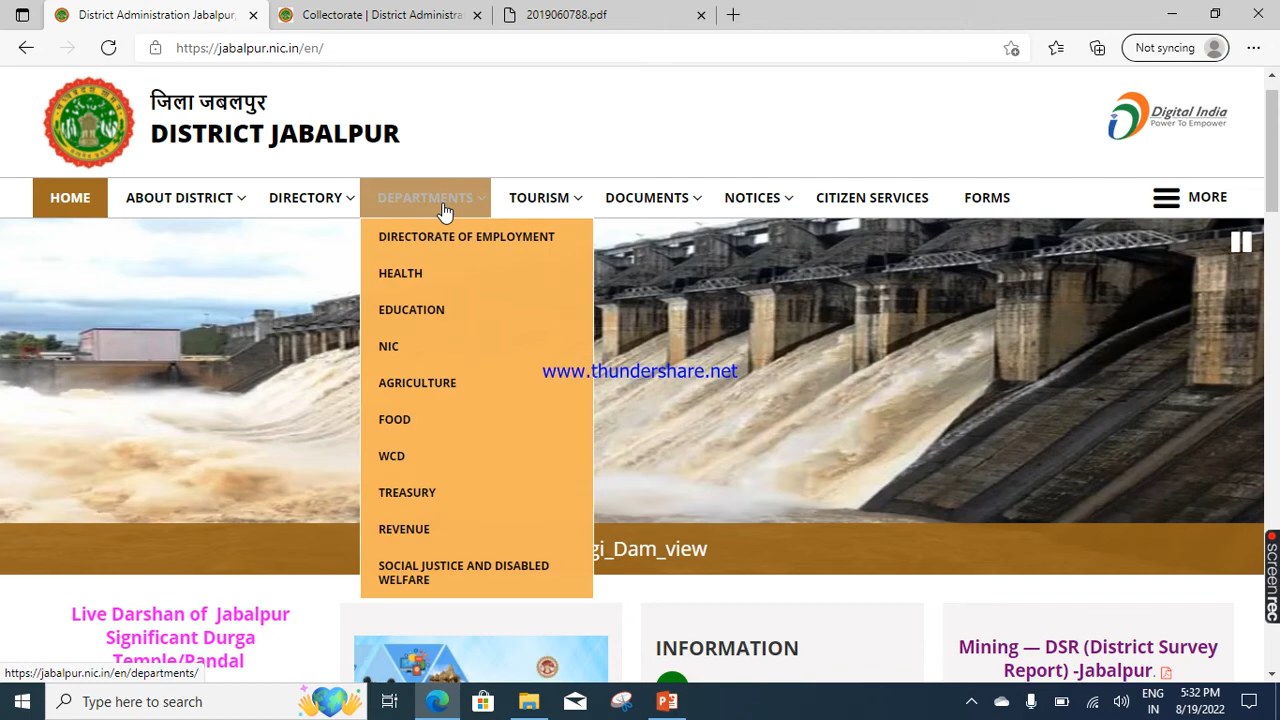 District Administration Jabalpur,
Collectorate | District Administra
2019060788.pdf
https://jabalpur.nic.in/en/
Not syncing
जिला जबलपुर
DISTRICT JABALPUR
Digital India
Power To Empower
HOME
ABOUT DISTRICT
DIRECTORY
DEPARTMENTS
TOURISM
DOCUMENTS
NOTICES
CITIZEN SERVICES
FORMS
MORE
DIRECTORATE OF EMPLOYMENT
HEALTH
EDUCATION
NIC
AGRICULTURE
FOOD
WCD
TREASURY
REVENUE
SOCIAL JUSTICE AND DISABLED
WELFARE
www.thundershare.net
gi_Dam_view
Live Darshan of Jabalpur
Significant Durga
Temple/Pandal
INFORMATION
Mining — DSR (District Survey
Report) -Jabalpur.
https://jabalpur.nic.in/en/departments/
screenrec
Type here to search
ENG
IN
5:32 PM
8/19/2022